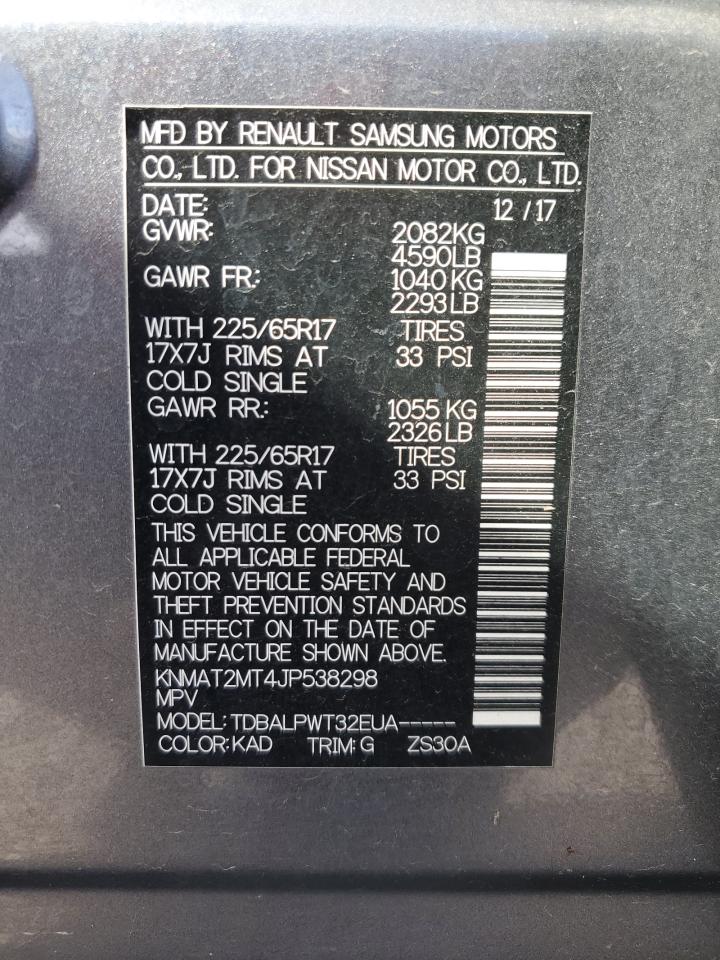 MFD BY RENAULT SAMSUNG MOTORS
CO., LTD. FOR NISSAN MOTOR CO., LTD.
DATE: 12 / 17
GVWR: 2082KG
4590LB
GAWR FR.: 1040 KG
2293 LB
WITH 225/65R17 TIRES
17X7J RIMS AT 33 PSI
COLD SINGLE
GAWR RR.: 1055 KG
2326 LB
WITH 225/65R17 TIRES
17X7J RIMS AT 33 PSI
COLD SINGLE
THIS VEHICLE CONFORMS TO
ALL APPLICABLE FEDERAL
MOTOR VEHICLE SAFETY AND
THEFT PREVENTION STANDARDS
IN EFFECT ON THE DATE OF
MANUFACTURE SHOWN ABOVE.
KNMAT2MT4JP538298
MPV
MODEL: TDBALPWT32EUA-----
COLOR: KAD TRIM: G ZS30A